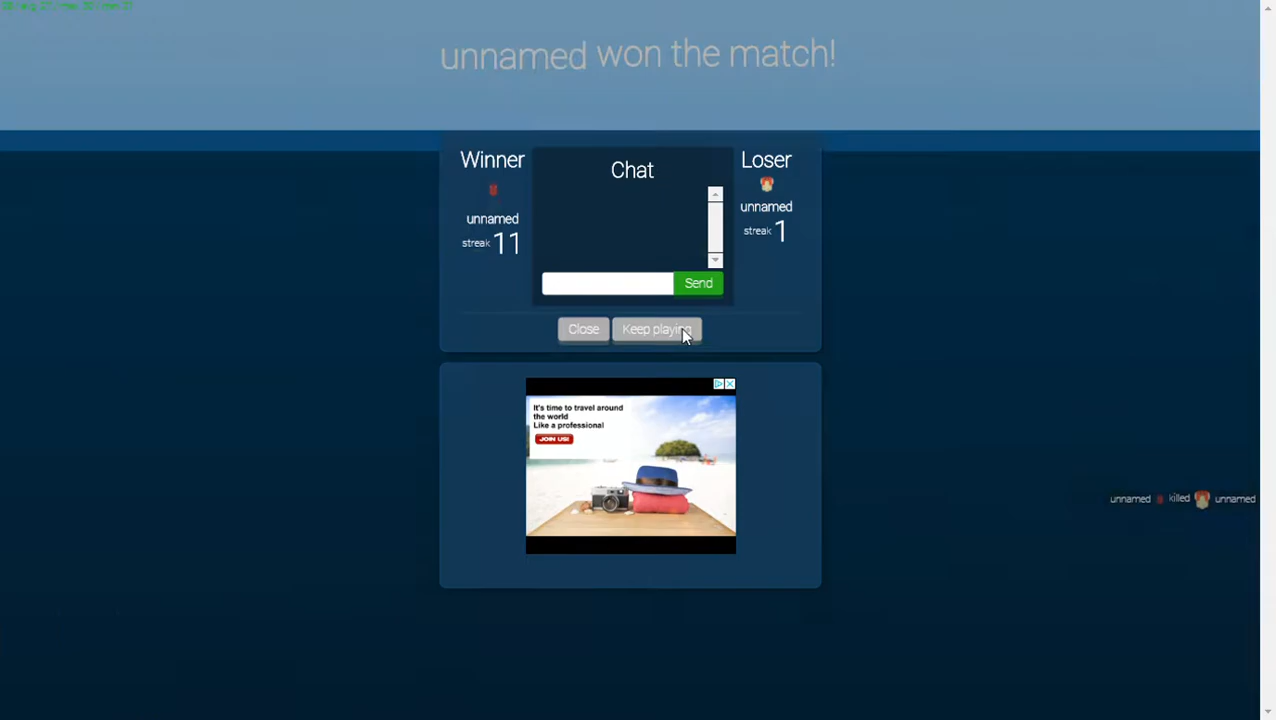 unnamed won the match!
Winner
unnamed
streak 11
Chat
Send
Loser
unnamed
streak 1
Close
Keep playing
It's time to travel around
the world
Like a professional
JOIN US!
unnamed killed unnamed